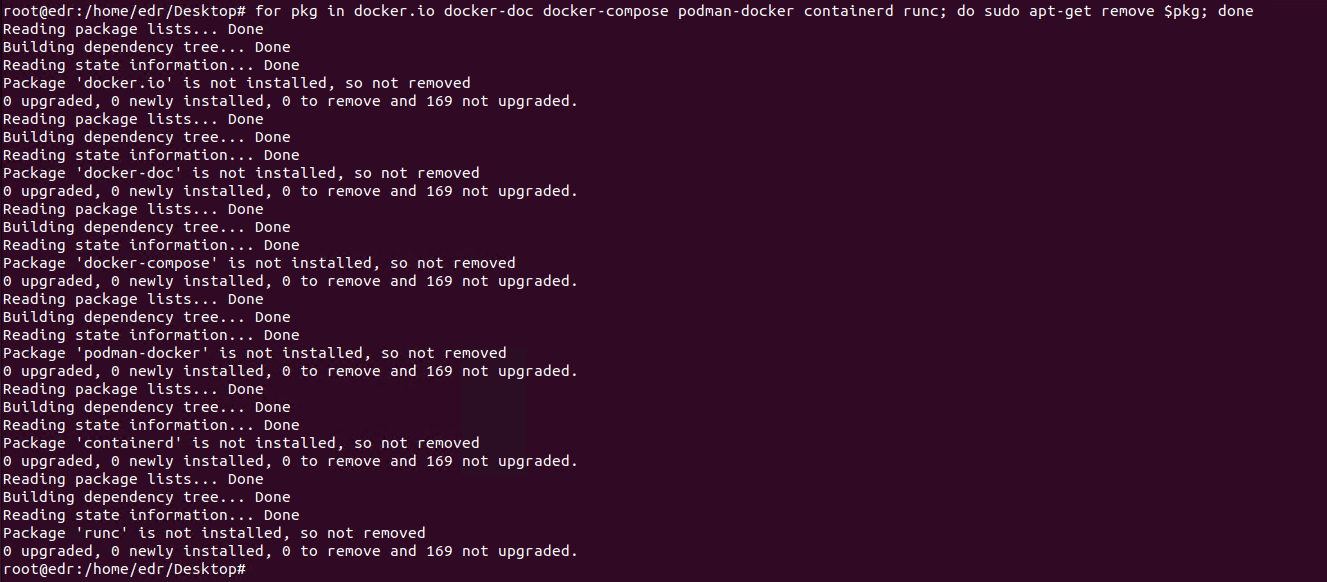 root@edr:/home/edr/Desktop# for pkg in docker.io docker-doc docker-compose podman-docker containerd runc; do sudo apt-get remove $pkg; done
Reading package lists... Done
Building dependency tree... Done
Reading state information... Done
Package 'docker.io' is not installed, so not removed
0 upgraded, 0 newly installed, 0 to remove and 169 not upgraded.
Reading package lists... Done
Building dependency tree... Done
Reading state information... Done
Package 'docker-doc' is not installed, so not removed
0 upgraded, 0 newly installed, 0 to remove and 169 not upgraded.
Reading package lists... Done
Building dependency tree... Done
Reading state information... Done
Package 'docker-compose' is not installed, so not removed
0 upgraded, 0 newly installed, 0 to remove and 169 not upgraded.
Reading package lists... Done
Building dependency tree... Done
Reading state information... Done
Package 'podman-docker' is not installed, so not removed
0 upgraded, 0 newly installed, 0 to remove and 169 not upgraded.
Reading package lists... Done
Building dependency tree... Done
Reading state information... Done
Package 'containerd' is not installed, so not removed
0 upgraded, 0 newly installed, 0 to remove and 169 not upgraded.
Reading package lists... Done
Building dependency tree... Done
Reading state information... Done
Package 'runc' is not installed, so not removed
0 upgraded, 0 newly installed, 0 to remove and 169 not upgraded.
root@edr:/home/edr/Desktop#